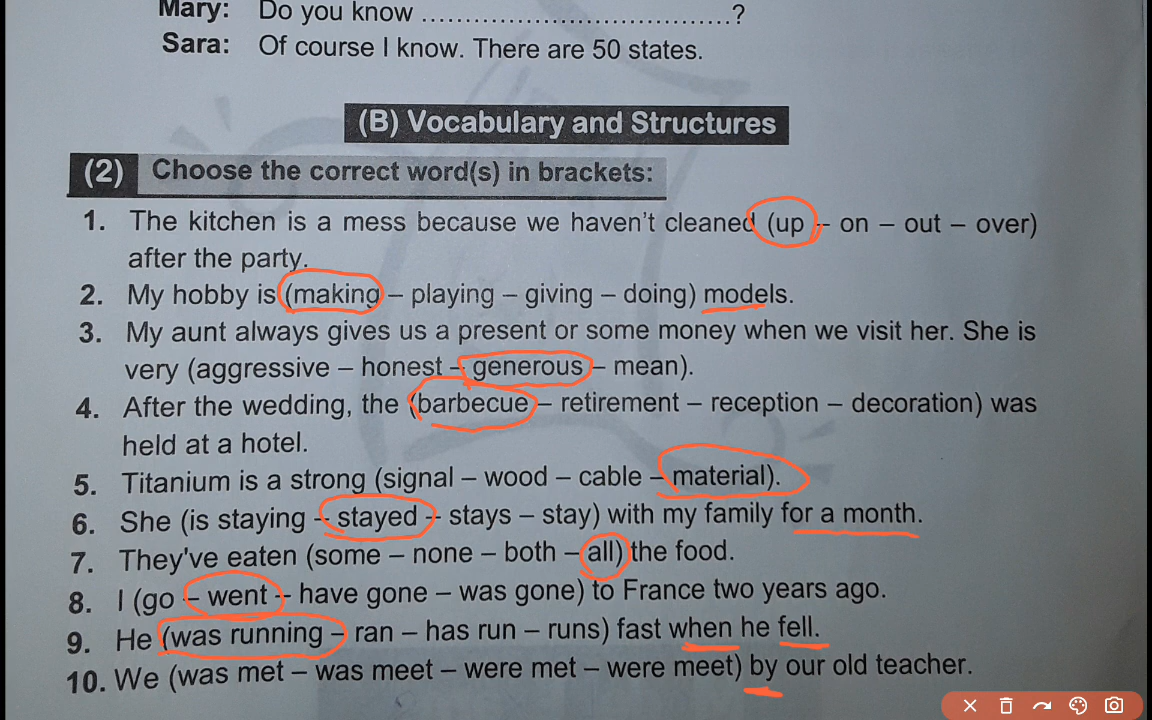 Mary: Do you know ....................................?
Sara: Of course I know. There are 50 states.
(B) Vocabulary and Structures
(2) Choose the correct word(s) in brackets:
1. The kitchen is a mess because we haven't cleaned (up – on – out – over)
after the party.
2. My hobby is (making – playing – giving – doing) models.
3. My aunt always gives us a present or some money when we visit her. She is
very (aggressive – honest – generous – mean).
4. After the wedding, the (barbecue – retirement – reception – decoration) was
held at a hotel.
5. Titanium is a strong (signal – wood – cable – material).
6. She (is staying – stayed – stays – stay) with my family for a month.
7. They've eaten (some – none – both – all) the food.
8. I (go – went – have gone – was gone) to France two years ago.
9. He (was running – ran – has run – runs) fast when he fell.
10. We (was met – was meet – were met – were meet) by our old teacher.